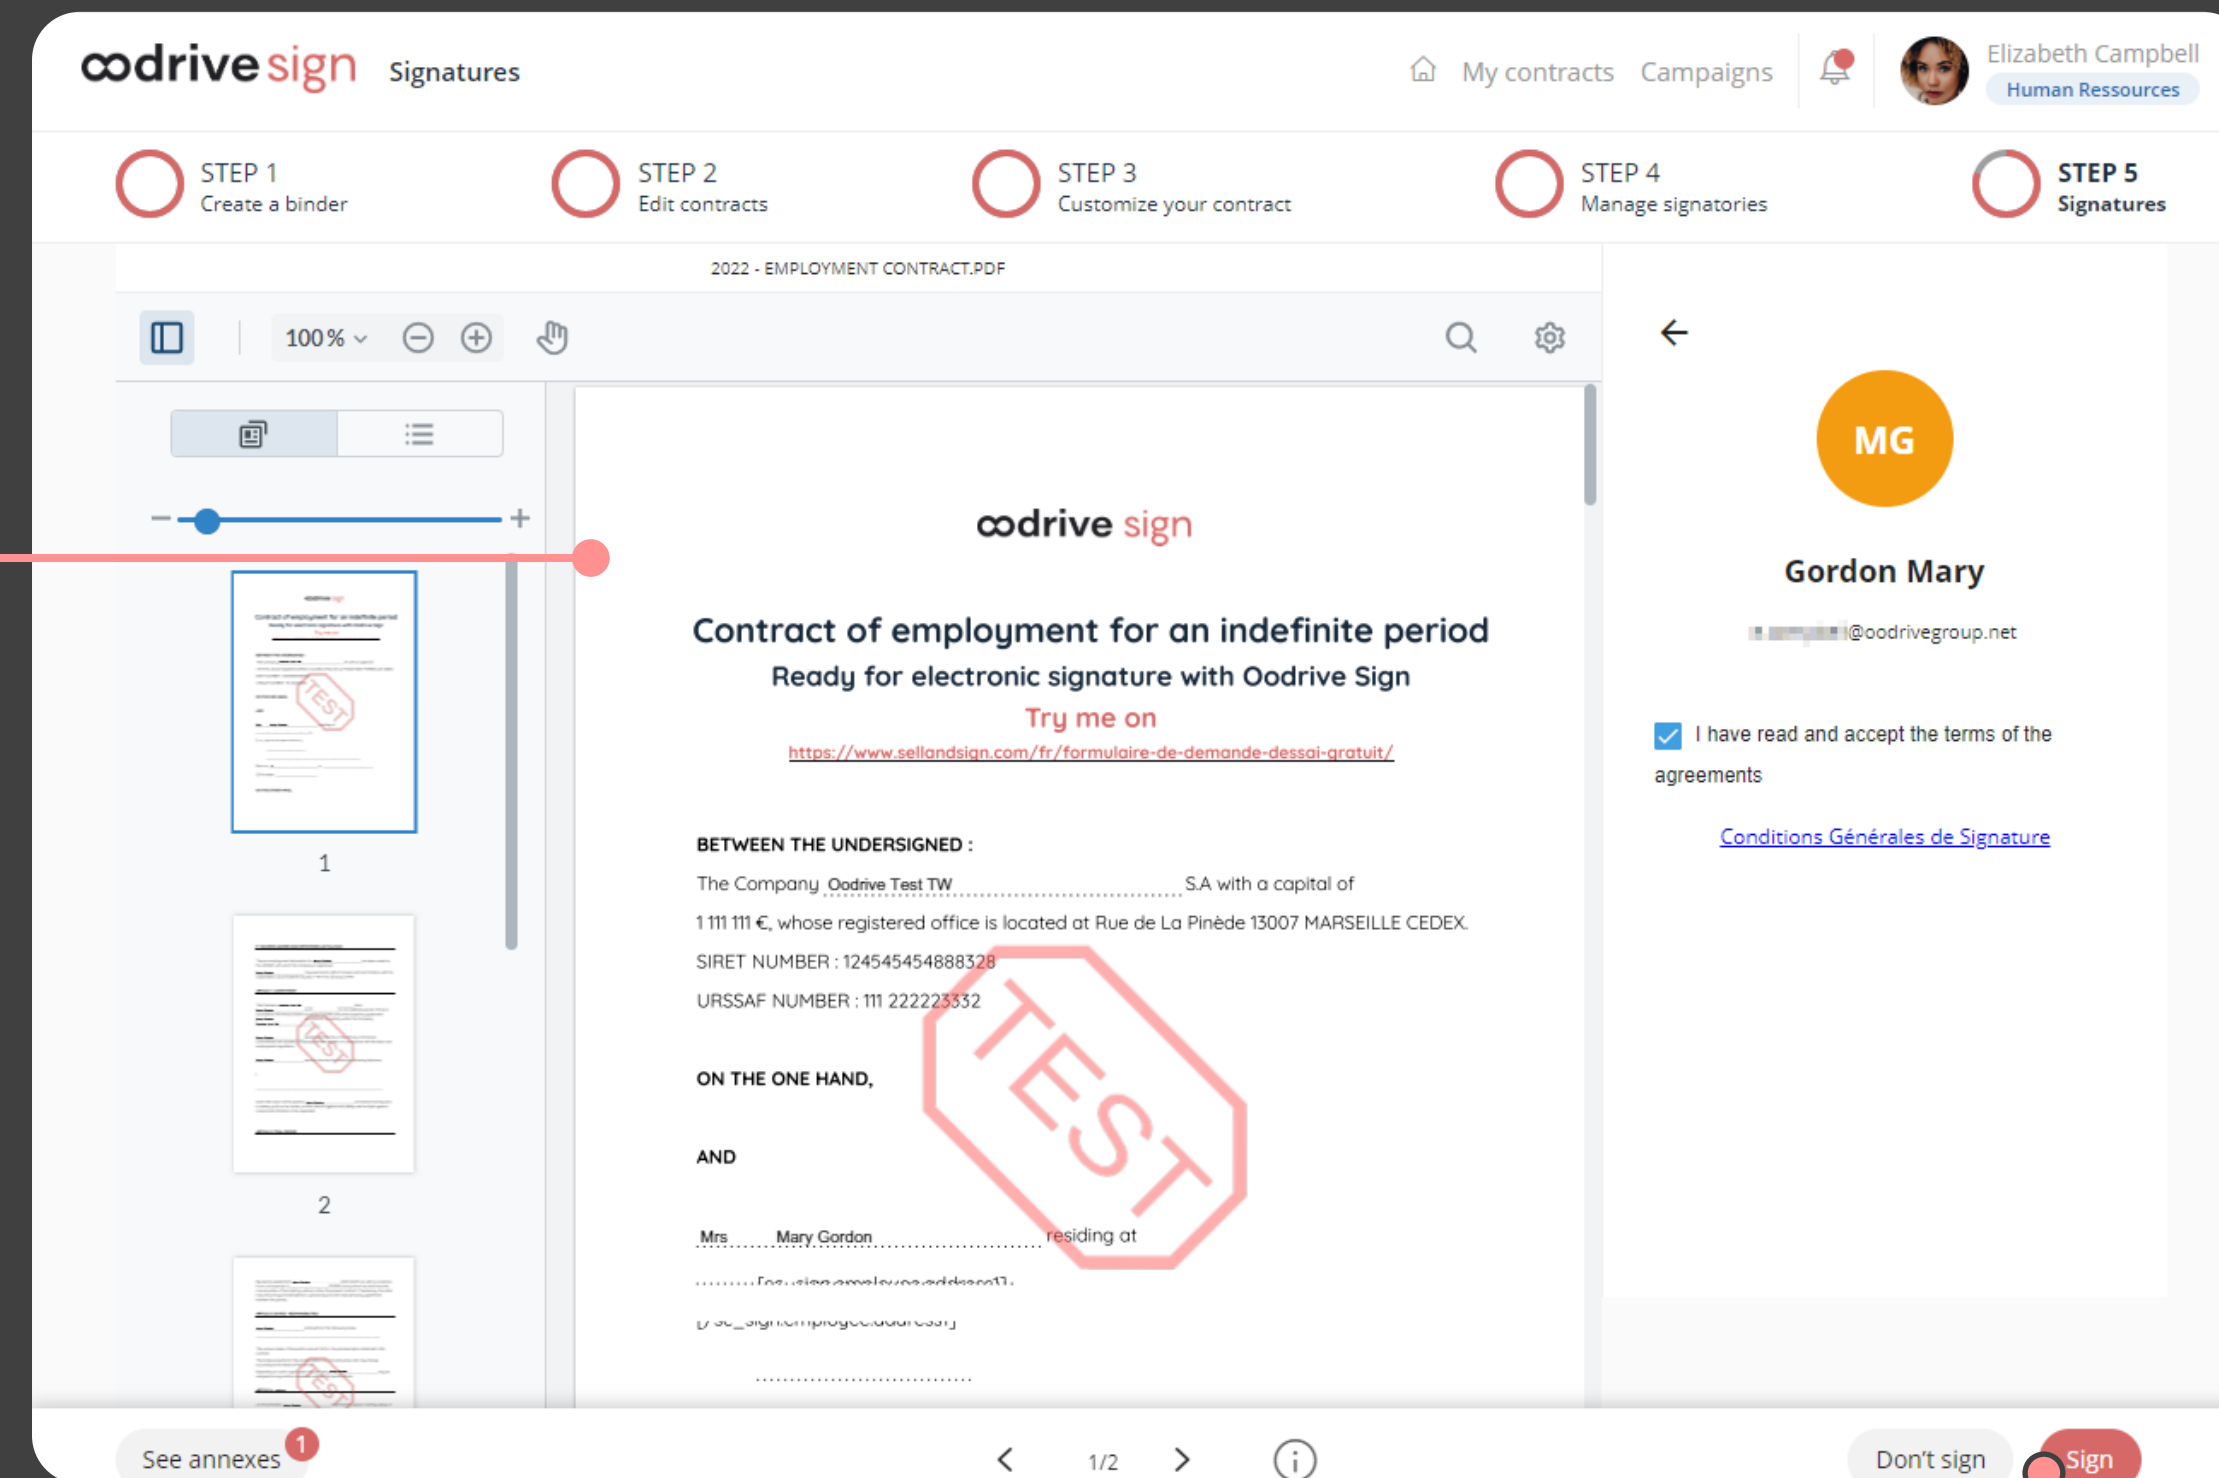 oodrive sign Signatures My contracts Campaigns Elizabeth Campbell
Human Ressources
STEP 1
Create a binder
STEP 2
Edit contracts
STEP 3
Customize your contract
STEP 4
Manage signatories
STEP 5
Signatures
2022 - EMPLOYMENT CONTRACT.PDF
100 %
1
2
oodrive sign
Contract of employment for an indefinite period
Ready for electronic signature with Oodrive Sign
Try me on
https://www.sellandsign.com/fr/formulaire-de-demande-dessai-gratuit/
BETWEEN THE UNDERSIGNED :
The Company Oodrive Test TW S.A with a capital of
1 111 111 €, whose registered office is located at Rue de La Pinède 13007 MARSEILLE CEDEX.
SIRET NUMBER : 124545454888328
URSSAF NUMBER : 111 222223332
ON THE ONE HAND,
AND
Mrs Mary Gordon residing at
TEST
MG
Gordon Mary
@oodrivegroup.net
I have read and accept the terms of the
agreements
Conditions Générales de Signature
See annexes 1
1/2
Don't sign
Sign